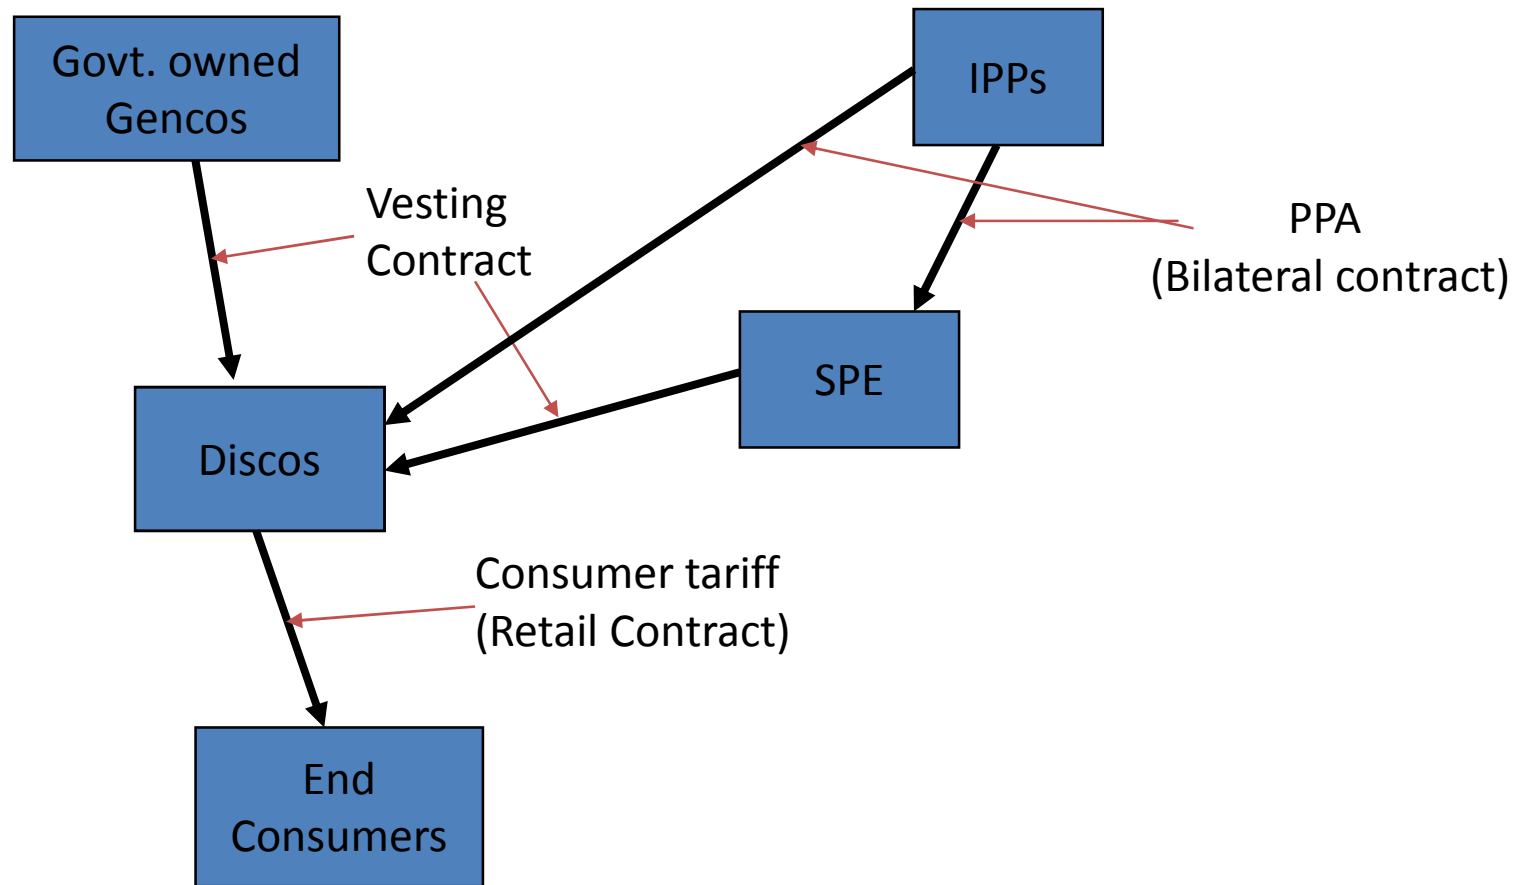 Govt. owned
Gencos
IPPs
Vesting
Contract
PPA
(Bilateral contract)
SPE
Discos
Consumer tariff
(Retail Contract)
End
Consumers